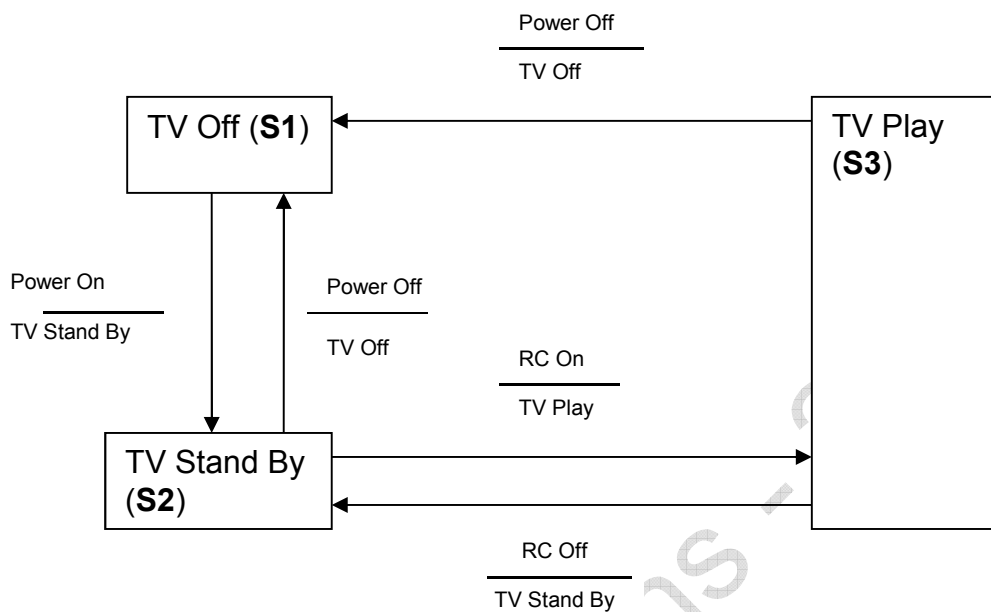 Power Off
TV Off
TV Off (S1)
TV Play
(S3)
Power On
TV Stand By
Power Off
TV Off
RC On
TV Play
TV Stand By
(S2)
RC Off
TV Stand By